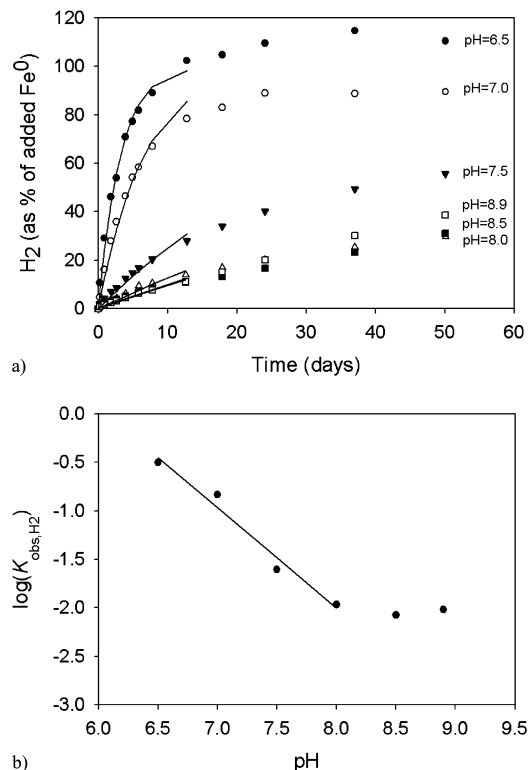 120
100
80
60
40
20
0
H2 (as % of added Fe0)
pH=6.5
pH=7.0
pH=7.5
pH=8.9
pH=8.5
pH=8.0
0 10 20 30 40 50 60
Time (days)
a)
0.0
-0.5
-1.0
-1.5
-2.0
-2.5
-3.0
log(Kobs,H2)
6.0 6.5 7.0 7.5 8.0 8.5 9.0 9.5
pH
b)